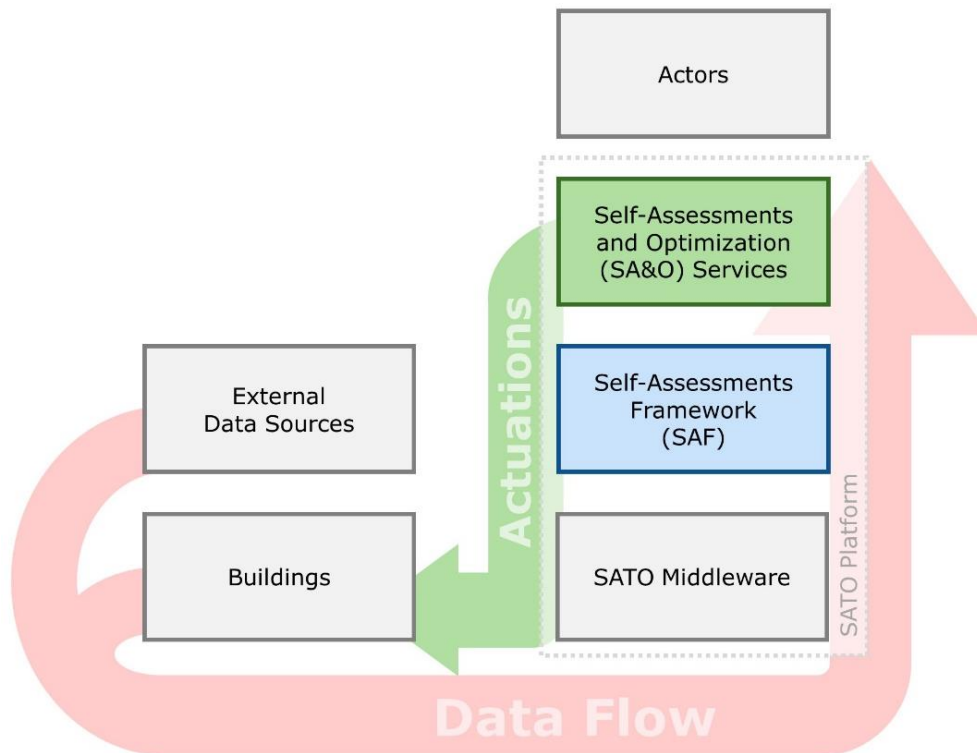 Actors
Self-Assessments
and Optimization
(SA&O) Services
Actuations
External
Data Sources
Self-Assessments
Framework
(SAF)
Buildings
SATO Middleware
SATO Platform
Data Flow